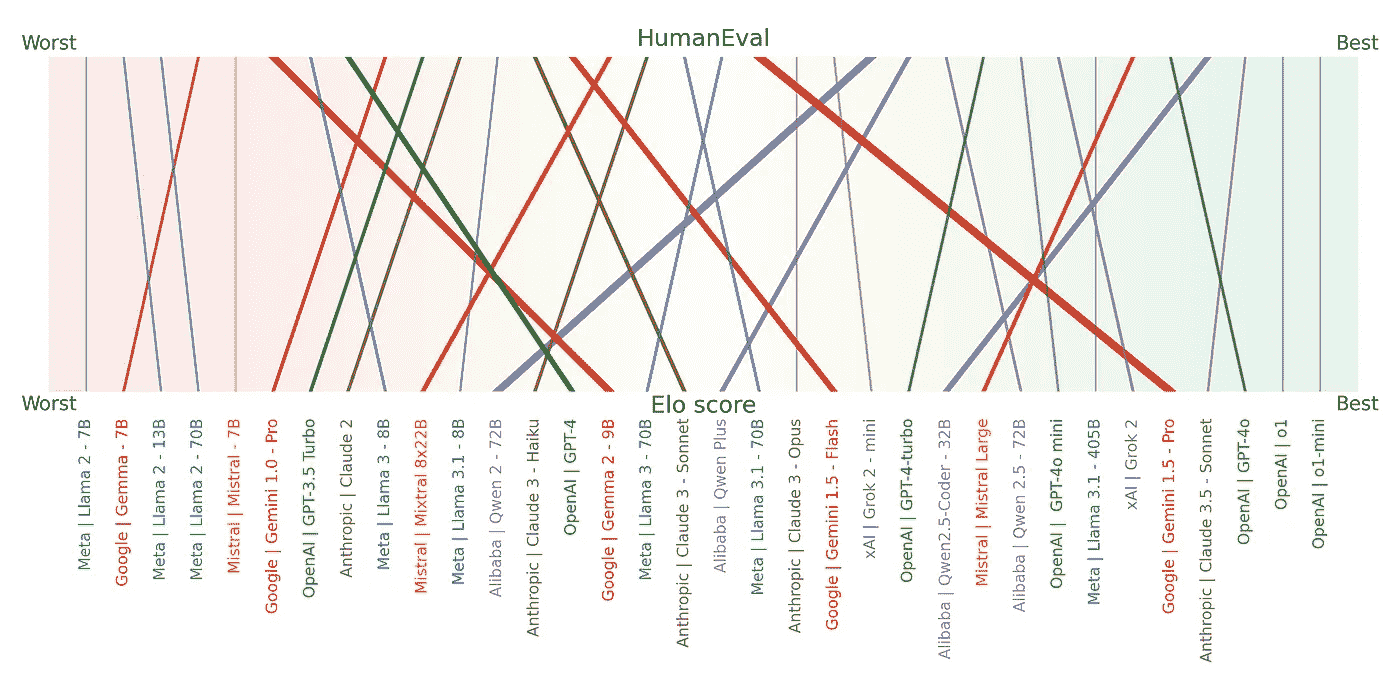 HumanEval
Worst
Best
Worst
Elo score
Best
Meta | Llama 2 - 7B
Google | Gemma - 7B
Meta | Llama 2 - 13B
Meta | Llama 2 - 70B
Mistral | Mistral - 7B
Google | Gemini 1.0 - Pro
OpenAI | GPT-3.5 Turbo
Anthropic | Claude 2
Meta | Llama 3 - 8B
Mistral | Mixtral 8x22B
Meta | Llama 3.1 - 8B
Alibaba | Qwen 2 - 72B
Anthropic | Claude 3 - Haiku
OpenAI | GPT-4
Google | Gemma 2 - 9B
Meta | Llama 3 - 70B
Anthropic | Claude 3 - Sonnet
Alibaba | Qwen Plus
Meta | Llama 3.1 - 70B
Anthropic | Claude 3 - Opus
Google | Gemini 1.5 - Flash
xAI | Grok 2 - mini
OpenAI | GPT-4-turbo
Alibaba | Qwen2.5-Coder - 32B
Mistral | Mistral Large
Alibaba | Qwen 2.5 - 72B
OpenAI | GPT-4o mini
Meta | Llama 3.1 - 405B
xAI | Grok 2
Google | Gemini 1.5 - Pro
Anthropic | Claude 3.5 - Sonnet
OpenAI | GPT-4o
OpenAI | o1
OpenAI | o1-mini